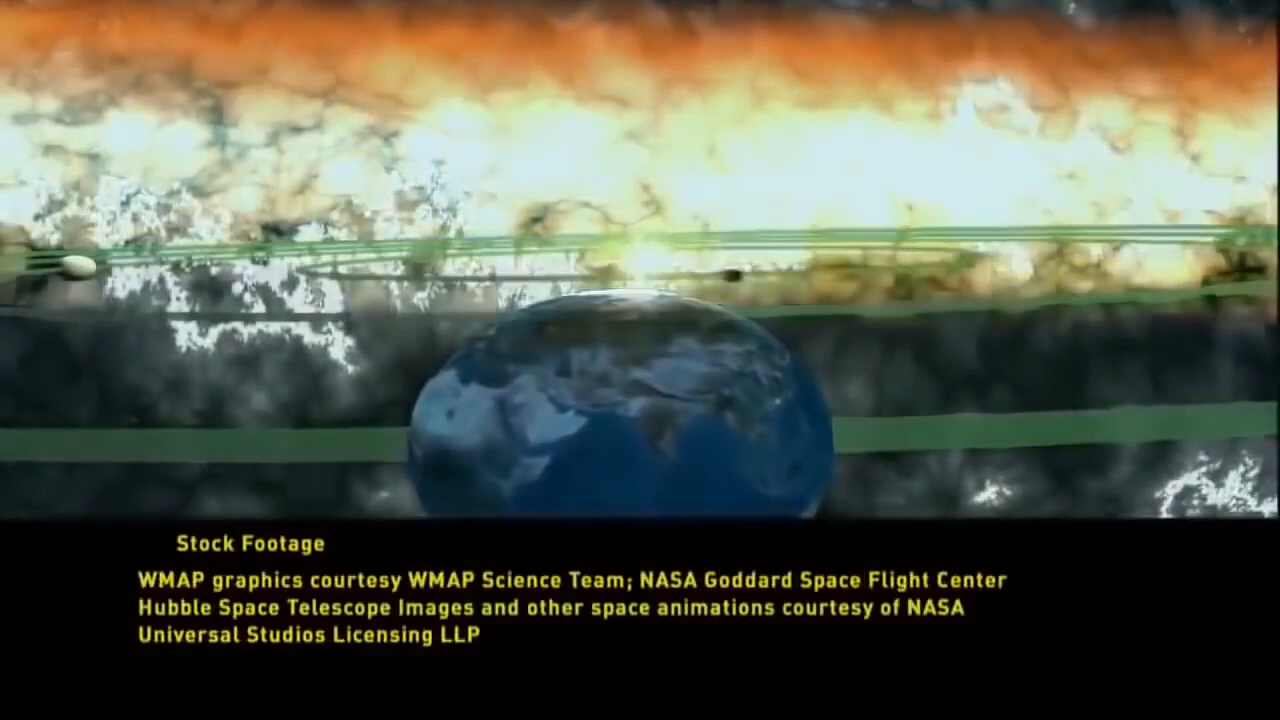 Stock Footage
WMAP graphics courtesy WMAP Science Team; NASA Goddard Space Flight Center
Hubble Space Telescope Images and other space animations courtesy of NASA
Universal Studios Licensing LLP